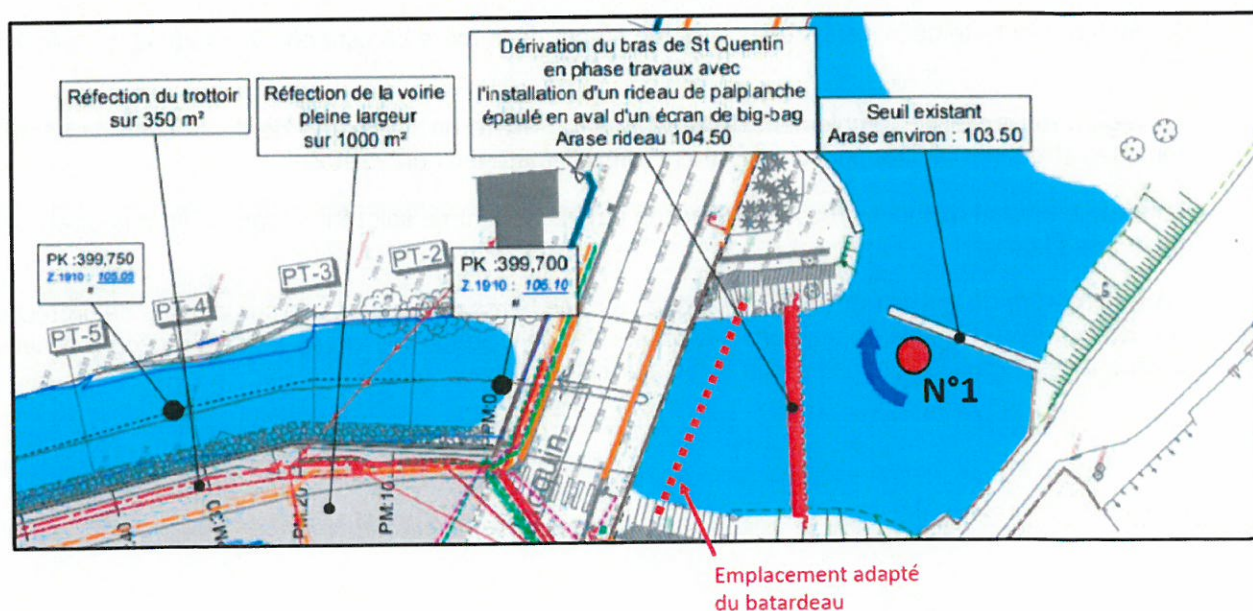 Réfection du trottoir
sur 350 m²
Réfection de la voirie
pleine largeur
sur 1000 m²
Dérivation du bras de St Quentin
en phase travaux avec
l'installation d'un rideau de palplanche
épaulé en aval d'un écran de big-bag
Arase rideau 104.50
Seuil existant
Arase environ : 103.50
PK :399,750
Z.1910 : 105.05
PT-5
PT-4
PT-3
PT-2
PK :399,700
Z.1910 : 106.10
N°1
PM:0
PM:10
PM:20
PM:30
Emplacement adapté
du batardeau